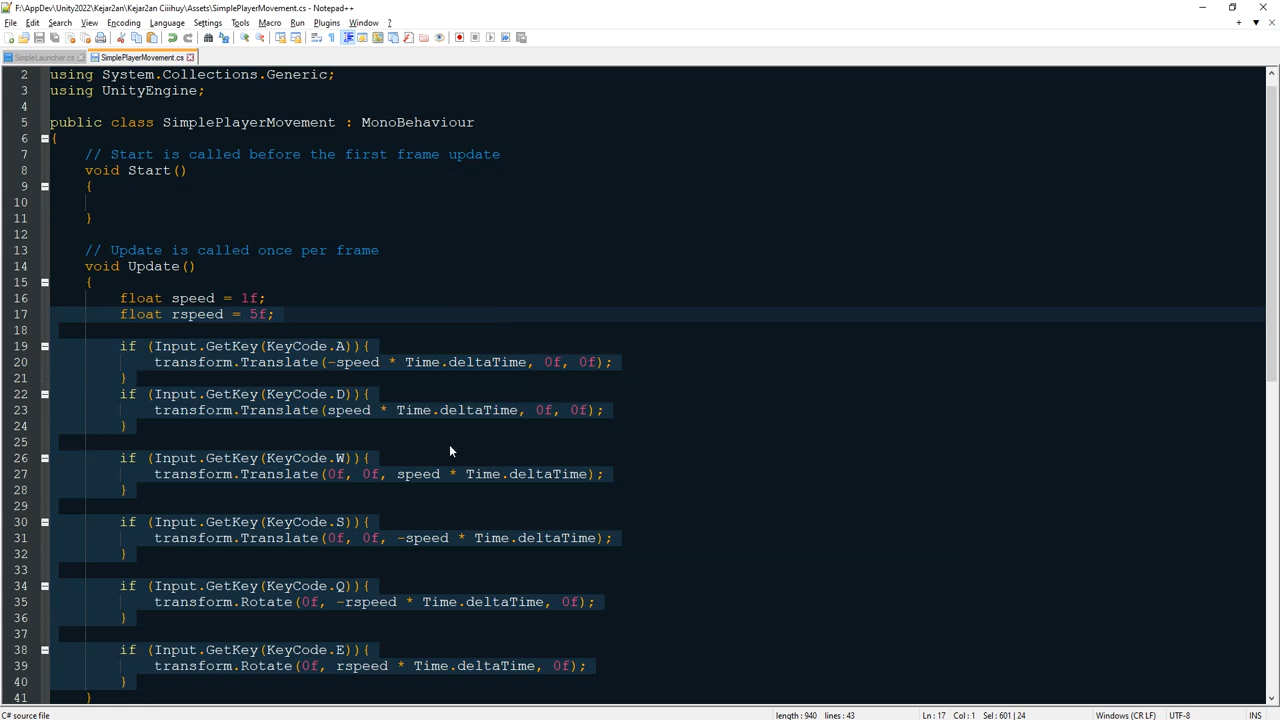 F:\AppDev\Unity2022\Kejar2an\Kejar2an Ciiihuy\Assets\SimplePlayerMovement.cs - Notepad++
File Edit Search View Encoding Language Settings Tools Macro Run Plugins Window ?
SimpleLauncher.cs SimplePlayerMovement.cs
2 using System.Collections.Generic;
3 using UnityEngine;
4
5 public class SimplePlayerMovement : MonoBehaviour
6 {
7 // Start is called before the first frame update
8 void Start()
9 {
10
11 }
12
13 // Update is called once per frame
14 void Update()
15 {
16 float speed = 1f;
17 float rspeed = 5f;
18
19 if (Input.GetKey(KeyCode.A)){
20 transform.Translate(-speed * Time.deltaTime, 0f, 0f);
21 }
22 if (Input.GetKey(KeyCode.D)){
23 transform.Translate(speed * Time.deltaTime, 0f, 0f);
24 }
25
26 if (Input.GetKey(KeyCode.W)){
27 transform.Translate(0f, 0f, speed * Time.deltaTime);
28 }
29
30 if (Input.GetKey(KeyCode.S)){
31 transform.Translate(0f, 0f, -speed * Time.deltaTime);
32 }
33
34 if (Input.GetKey(KeyCode.Q)){
35 transform.Rotate(0f, -rspeed * Time.deltaTime, 0f);
36 }
37
38 if (Input.GetKey(KeyCode.E)){
39 transform.Rotate(0f, rspeed * Time.deltaTime, 0f);
40 }
41 }
C# source file length : 940 lines : 43 Ln : 17 Col : 1 Sel : 601 | 24 Windows (CR LF) UTF-8 INS